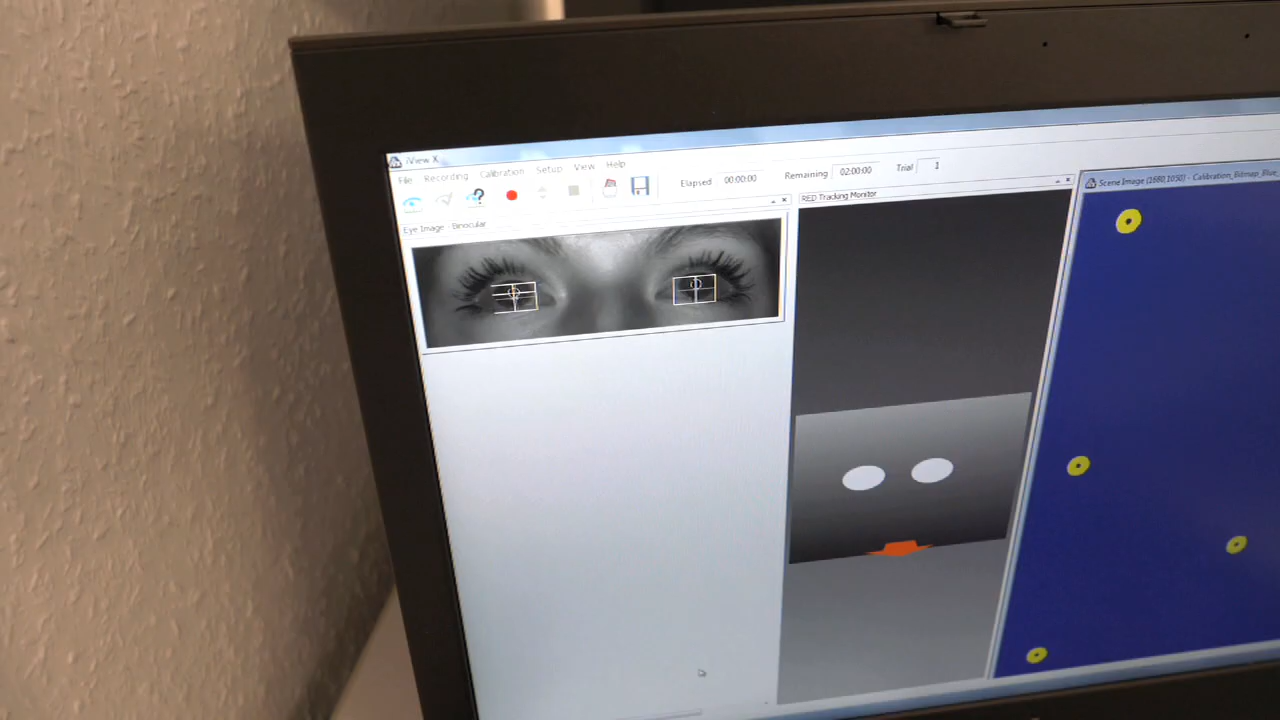 iView X
File Recording Calibration Setup View Help
Elapsed 00:00:00 Remaining 02:00:00 Trial 1
Eye Image - Binocular
RED Tracking Monitor
Scene Image (1680,1050) - Calibration_Bitmap_Blue_